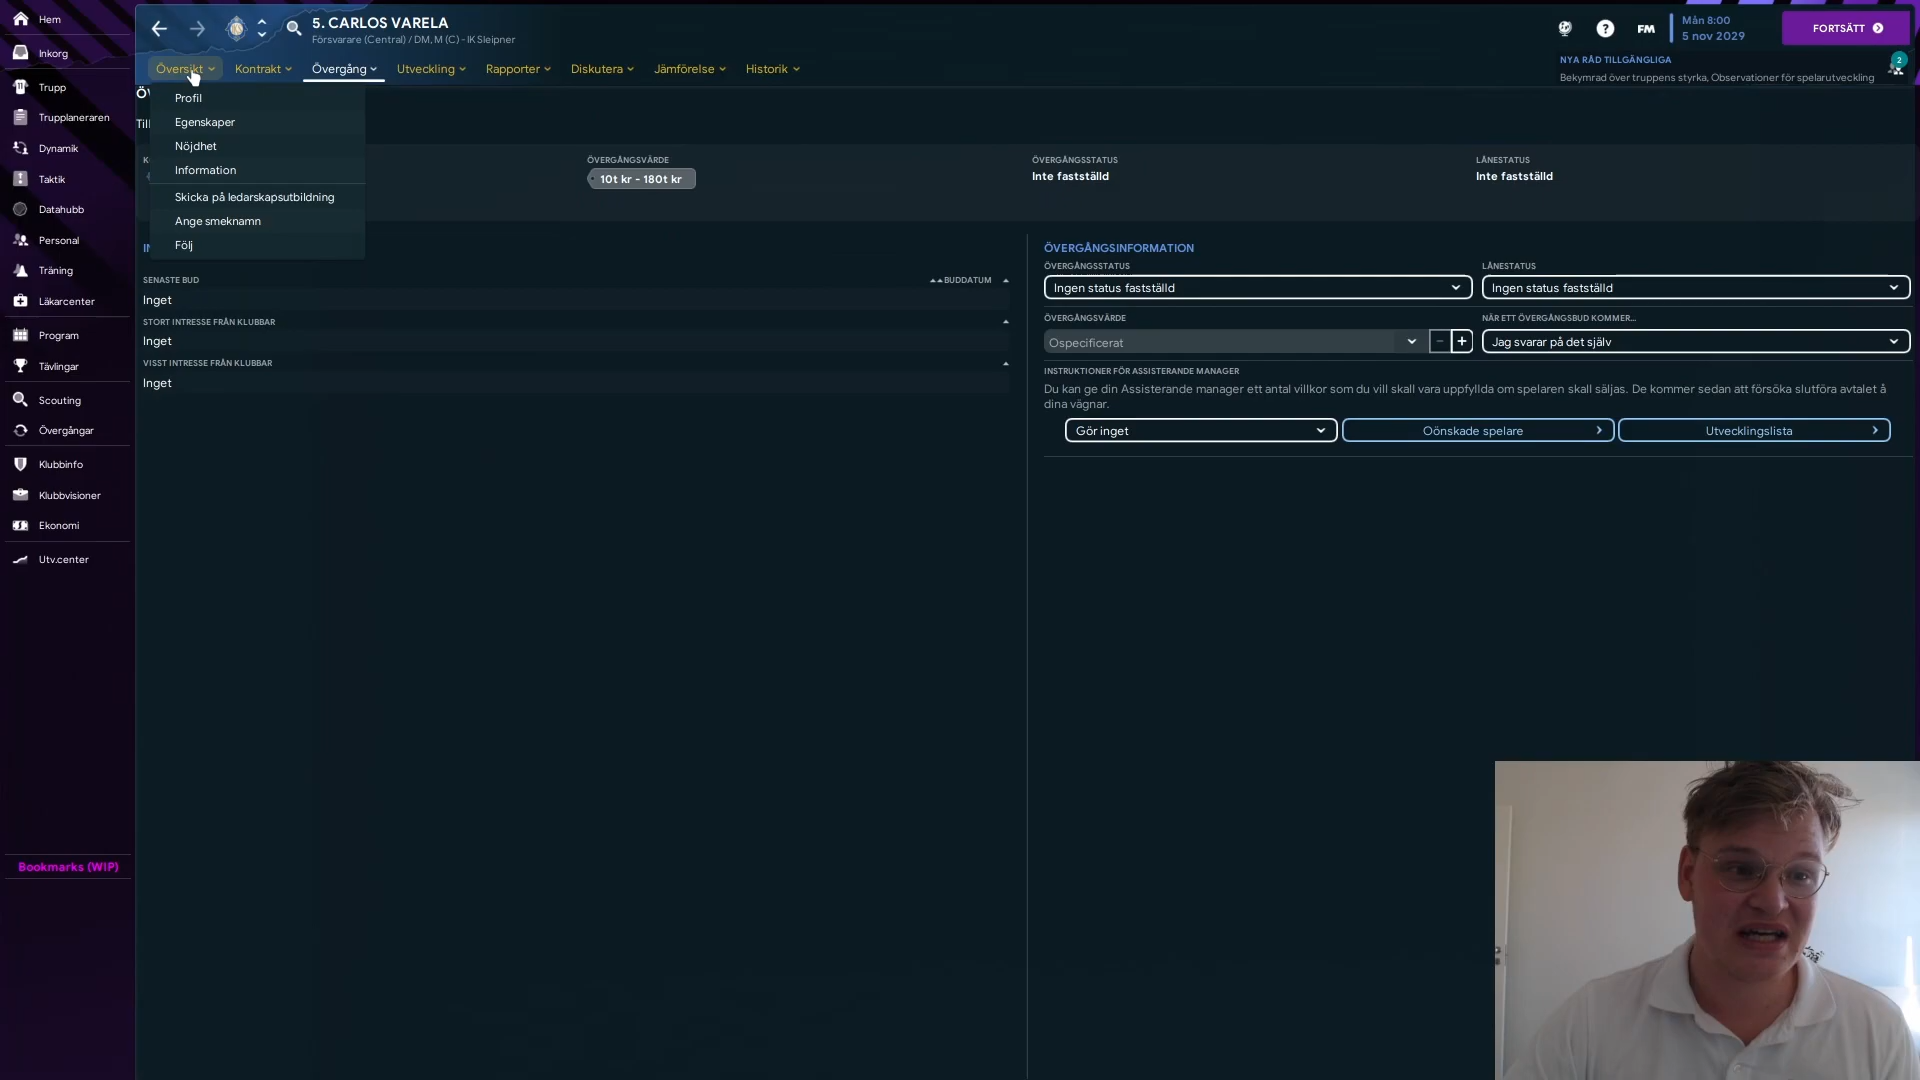 Hem
Inkorg
Trupp
Trupplaneraren
Dynamik
Taktik
Datahubb
Personal
Träning
Läkarcenter
Program
Tävlingar
Scouting
Övergångar
Klubbinfo
Klubbvisioner
Ekonomi
Utv.center
Bookmarks (WIP)
5. CARLOS VARELA
Försvarare (Central) / DM, M (C) - IK Sleipner
FM
Mån 8:00
5 nov 2029
FORTSÄTT
NYA RÅD TILLGÄNGLIGA
Bekymrad över truppens styrka, Observationer för spelarutveckling
2
Översikt
Kontrakt
Övergång
Utveckling
Rapporter
Diskutera
Jämförelse
Historik
Profil
Egenskaper
Nöjdhet
Information
Skicka på ledarskapsutbildning
Ange smeknamn
Följ
ÖVERGÅNGSVÄRDE
10t kr - 180t kr
ÖVERGÅNGSSTATUS
Inte fastställd
LÅNESTATUS
Inte fastställd
SENASTE BUD
BUDDATUM
Inget
STORT INTRESSE FRÅN KLUBBAR
Inget
VISST INTRESSE FRÅN KLUBBAR
Inget
ÖVERGÅNGSINFORMATION
ÖVERGÅNGSSTATUS
Ingen status fastställd
LÅNESTATUS
Ingen status fastställd
ÖVERGÅNGSVÄRDE
Ospecificerat
NÄR ETT ÖVERGÅNGSBUD KOMMER...
Jag svarar på det själv
INSTRUKTIONER FÖR ASSISTERANDE MANAGER
Du kan ge din Assisterande manager ett antal villkor som du vill skall vara uppfyllda om spelaren skall säljas. De kommer sedan att försöka slutföra avtalet å
dina vägnar.
Gör inget
Oönskade spelare
Utvecklingslista